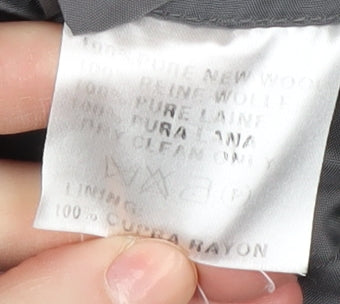 100% PURE NEW WOOL
100% REINE WOLLE
100% PURE LAINE
100% PURA LANA
DRY CLEAN ONLY
(P)
LINING:
100% CUPRA RAYON